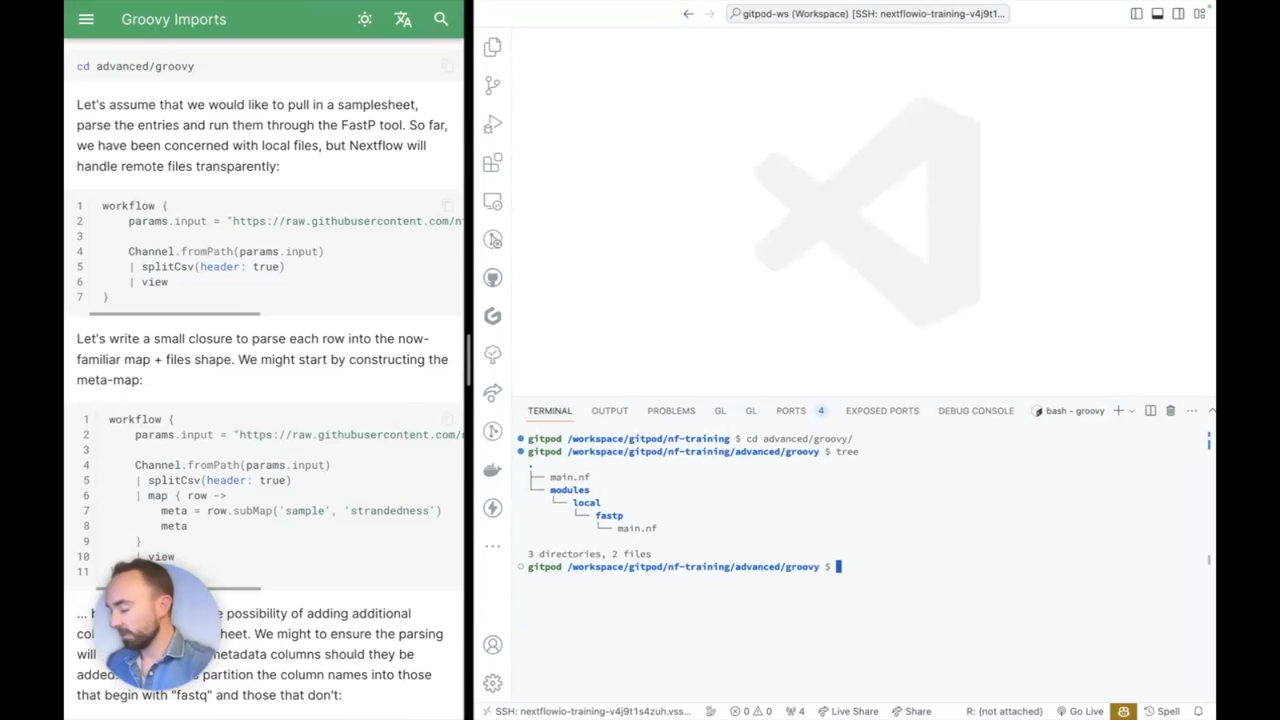 Groovy Imports
cd advanced/groovy
Let's assume that we would like to pull in a samplesheet,
parse the entries and run them through the FastP tool. So far,
we have been concerned with local files, but Nextflow will
handle remote files transparently:
1 workflow {
2 params.input = "https://raw.githubusercontent.com/n
3
4 Channel.fromPath(params.input)
5 | splitCsv(header: true)
6 | view
7 }
Let's write a small closure to parse each row into the now-
familiar map + files shape. We might start by constructing the
meta-map:
1 workflow {
2 params.input = "https://raw.githubusercontent.com/
3
4 Channel.fromPath(params.input)
5 | splitCsv(header: true)
6 | map { row ->
7 meta = row.subMap('sample', 'strandedness')
8 meta
9 }
10 | view
11
... possibility of adding additional
sheet. We might to ensure the parsing
will metadata columns should they be
added. partition the column names into those
that begin with "fastq" and those that don't:
gitpod-ws (Workspace) [SSH: nextflowio-training-v4j9t1...
TERMINAL OUTPUT PROBLEMS GL GL PORTS 4 EXPOSED PORTS DEBUG CONSOLE bash - groovy
gitpod /workspace/gitpod/nf-training $ cd advanced/groovy/
gitpod /workspace/gitpod/nf-training/advanced/groovy $ tree
.
├── main.nf
└── modules
└── local
└── fastp
└── main.nf
3 directories, 2 files
gitpod /workspace/gitpod/nf-training/advanced/groovy $
SSH: nextflowio-training-v4j9t1s4zuh.vss... 0 0 4 Live Share Share R: (not attached) Go Live Spell